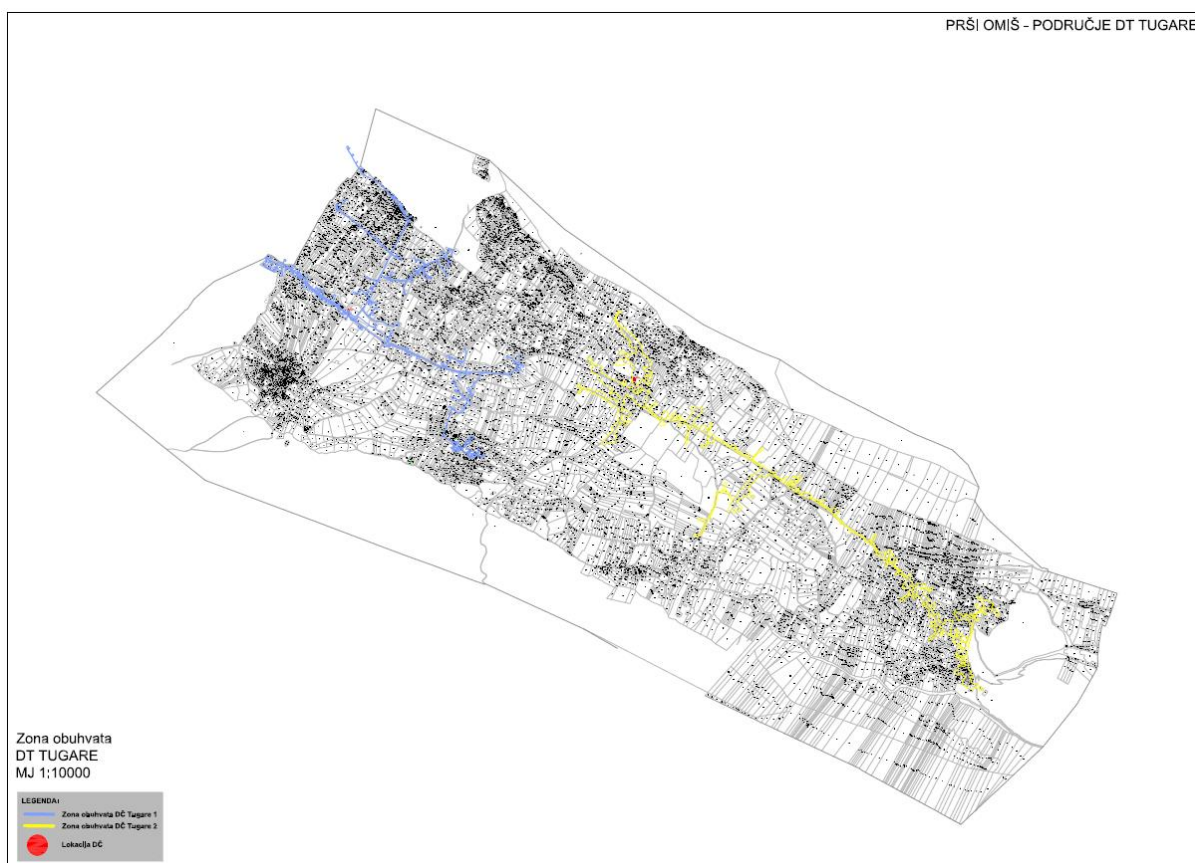 PRŠI OMIŠ - PODRUČJE DT TUGARE
Zona obuhvata
DT TUGARE
MJ 1:10000
LEGENDA:
Zona obuhvata DČ Tugare 1
Zona obuhvata DČ Tugare 2
Lokacija DČ